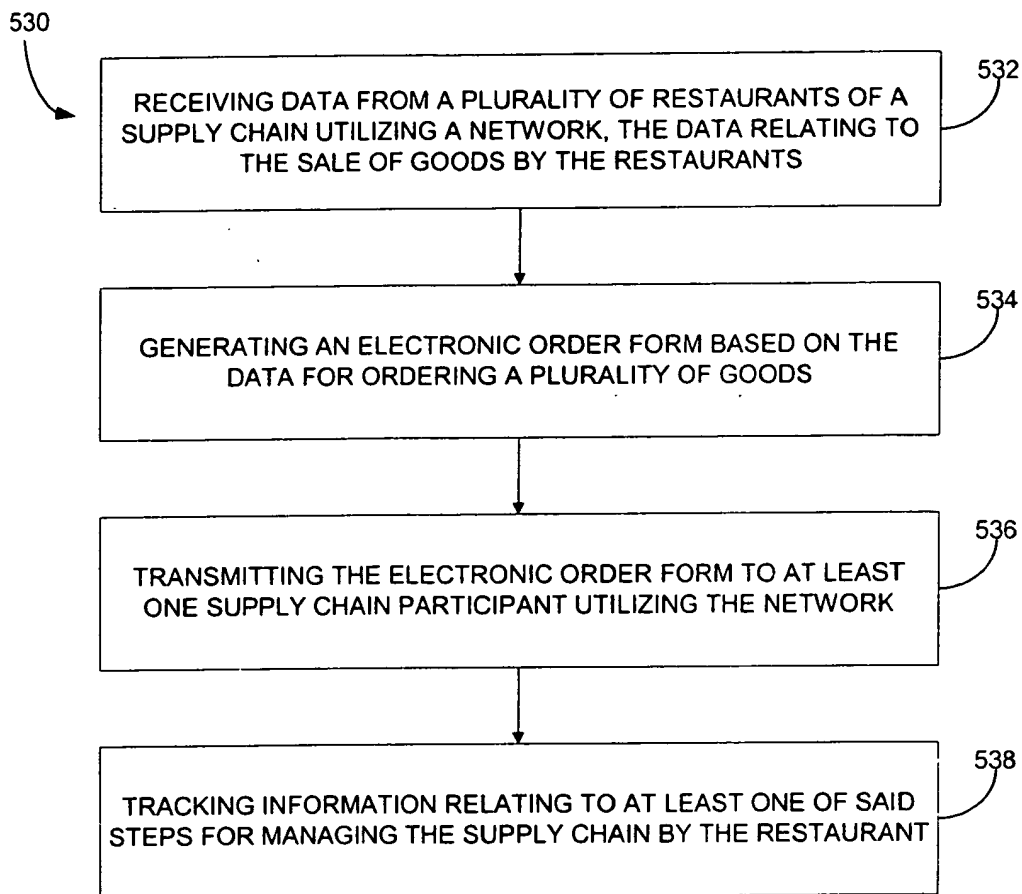 530
532
RECEIVING DATA FROM A PLURALITY OF RESTAURANTS OF A
SUPPLY CHAIN UTILIZING A NETWORK, THE DATA RELATING TO
THE SALE OF GOODS BY THE RESTAURANTS
534
GENERATING AN ELECTRONIC ORDER FORM BASED ON THE
DATA FOR ORDERING A PLURALITY OF GOODS
536
TRANSMITTING THE ELECTRONIC ORDER FORM TO AT LEAST
ONE SUPPLY CHAIN PARTICIPANT UTILIZING THE NETWORK
538
TRACKING INFORMATION RELATING TO AT LEAST ONE OF SAID
STEPS FOR MANAGING THE SUPPLY CHAIN BY THE RESTAURANT